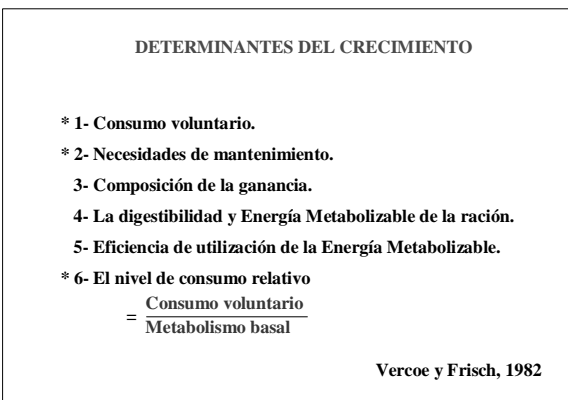 DETERMINANTES DEL CRECIMIENTO
* 1- Consumo voluntario.
* 2- Necesidades de mantenimiento.
3- Composición de la ganancia.
4- La digestibilidad y Energía Metabolizable de la ración.
5- Eficiencia de utilización de la Energía Metabolizable.
* 6- El nivel de consumo relativo
= Consumo voluntario
Metabolismo basal
Vercoe y Frisch, 1982